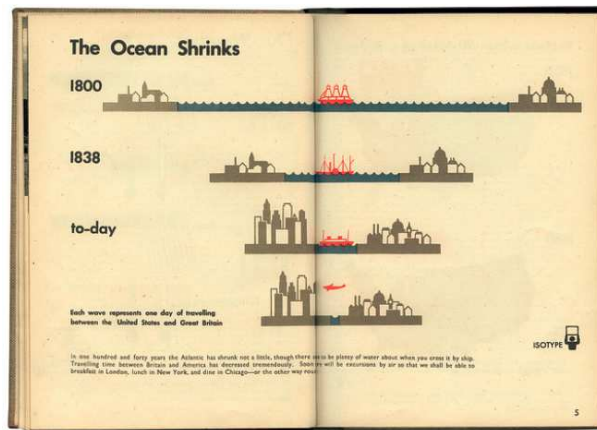 The Ocean Shrinks
1800
1838
to-day
Each wave represents one day of travelling
between the United States and Great Britain
ISOTYPE
In one hundred and forty years the Atlantic has shrunk not a little, though there to be plenty of water about when you cross it by ship.
Travelling time between Britain and America has decreased tremendously. Soon will be excursions by air so that we shall be able to
breakfast in London, lunch in New York, and dine in Chicago—or the other way
5